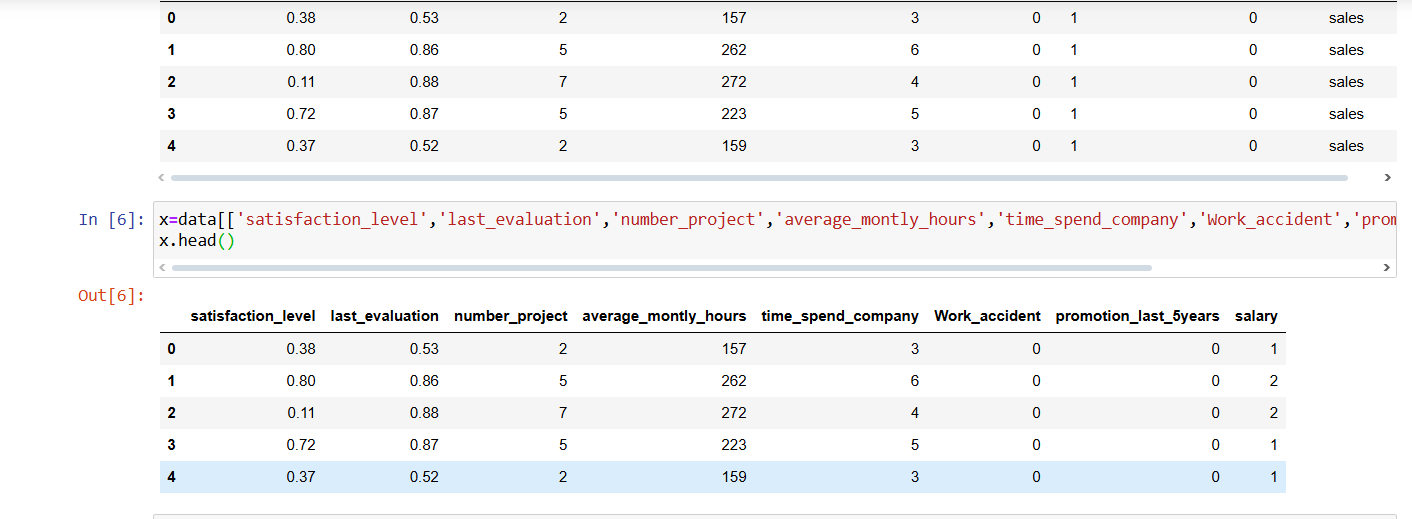 0 0.38 0.53 2 157 3 0 1 0 sales
1 0.80 0.86 5 262 6 0 1 0 sales
2 0.11 0.88 7 272 4 0 1 0 sales
3 0.72 0.87 5 223 5 0 1 0 sales
4 0.37 0.52 2 159 3 0 1 0 sales
In [6]: x=data[['satisfaction_level','last_evaluation','number_project','average_montly_hours','time_spend_company','Work_accident','prom
x.head()
Out[6]:
satisfaction_level last_evaluation number_project average_montly_hours time_spend_company Work_accident promotion_last_5years salary
0 0.38 0.53 2 157 3 0 0 1
1 0.80 0.86 5 262 6 0 0 2
2 0.11 0.88 7 272 4 0 0 2
3 0.72 0.87 5 223 5 0 0 1
4 0.37 0.52 2 159 3 0 0 1